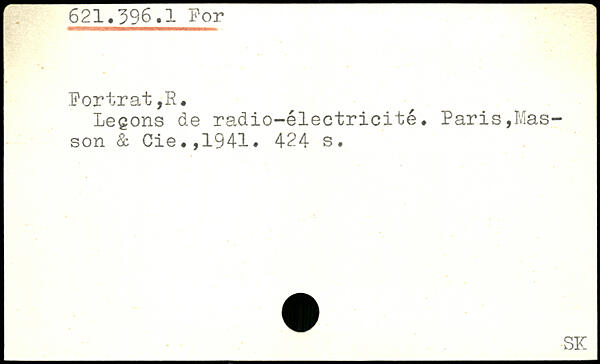 621.396.1 For
Fortrat,R.
Leçons de radio-électricité. Paris,Mas-
son & Cie.,1941. 424 s.
SK